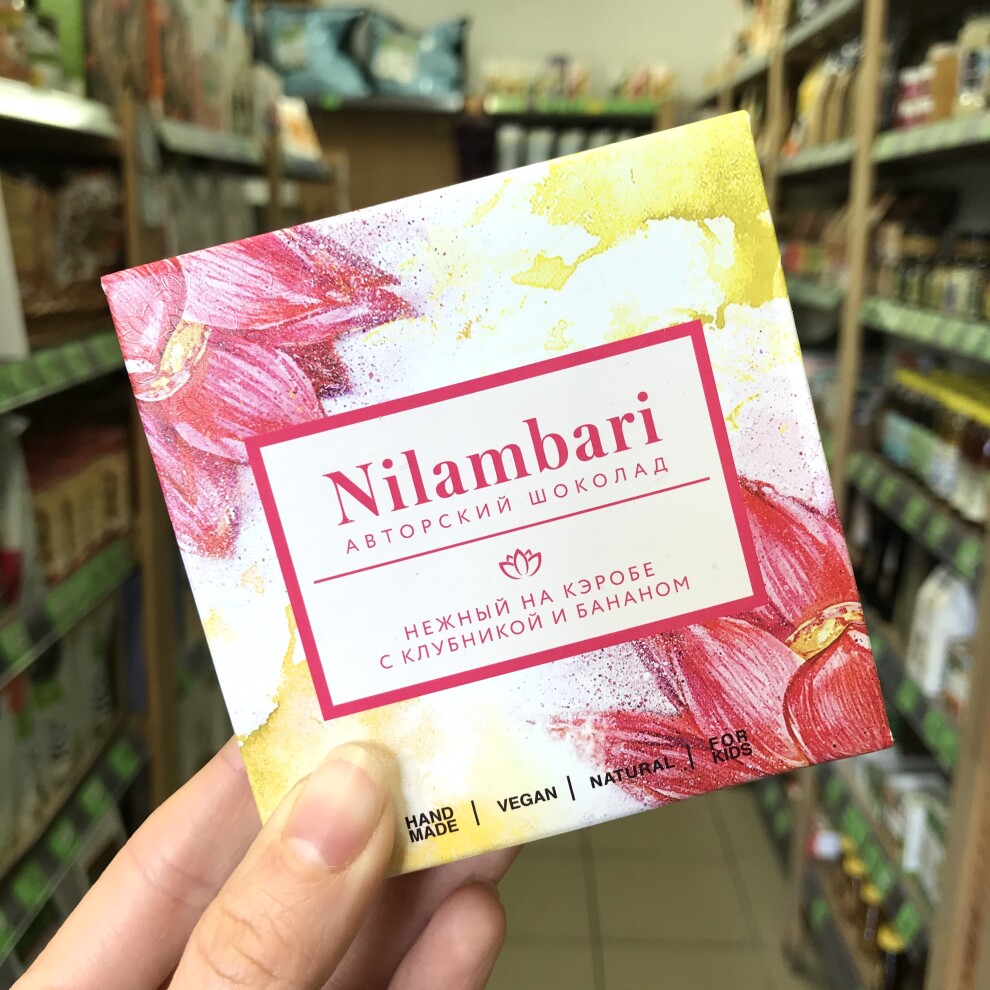 Nilambari
АВТОРСКИЙ ШОКОЛАД
НЕЖНЫЙ НА КЭРОБЕ
С КЛУБНИКОЙ И БАНАНОМ
HAND MADE | VEGAN | NATURAL | FOR KIDS